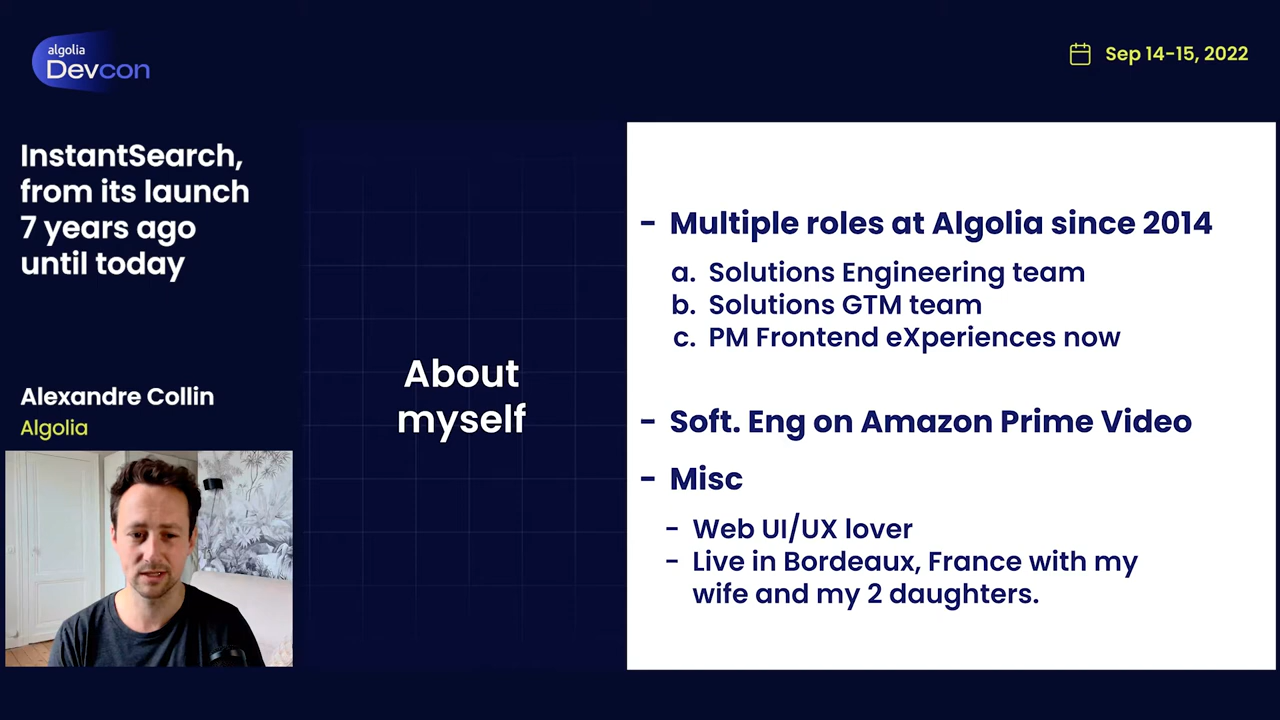 algolia
Devcon
Sep 14-15, 2022
InstantSearch,
from its launch
7 years ago
until today
Alexandre Collin
Algolia
About
myself
- Multiple roles at Algolia since 2014
a. Solutions Engineering team
b. Solutions GTM team
c. PM Frontend eXperiences now
- Soft. Eng on Amazon Prime Video
- Misc
- Web UI/UX lover
- Live in Bordeaux, France with my
wife and my 2 daughters.